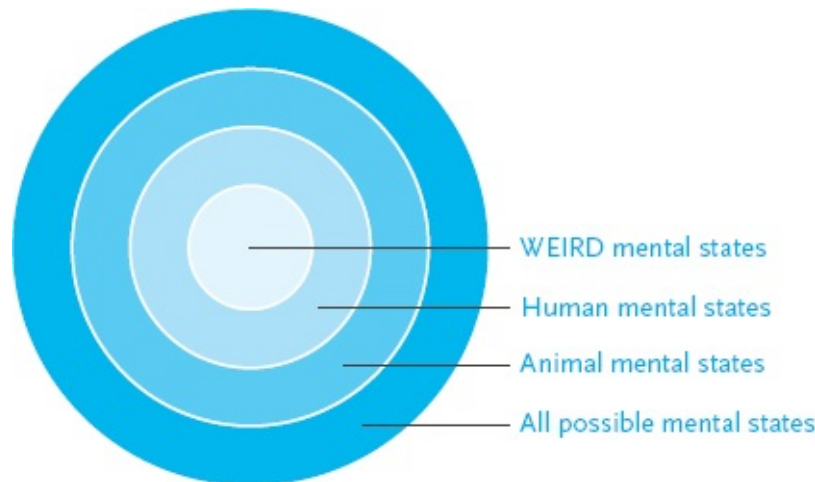 WEIRD mental states
Human mental states
Animal mental states
All possible mental states